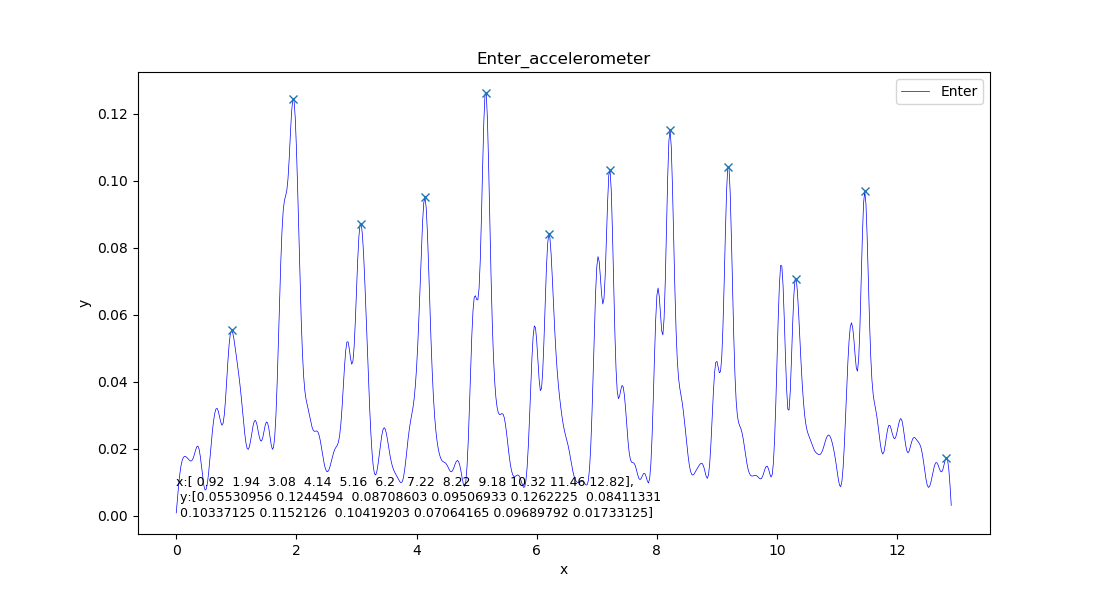 Enter_accelerometer
Enter
y
0.12
0.10
0.08
0.06
0.04
0.02
0.00
x:[ 0.92  1.94  3.08  4.14  5.16  6.2   7.22  8.22  9.18 10.32 11.46 12.82],
y:[0.05530956 0.1244594  0.08708603 0.09506933 0.1262225  0.08411331
0.10337125 0.1152126  0.10419203 0.07064165 0.09689792 0.01733125]
0 2 4 6 8 10 12
x